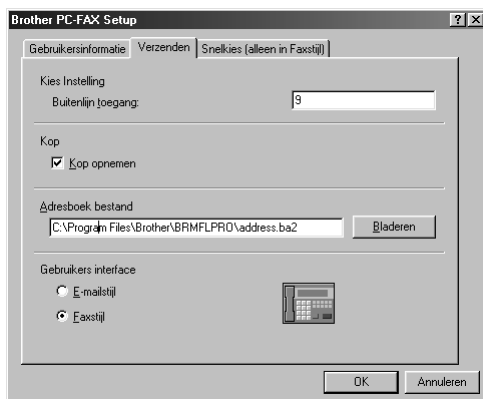 Brother PC-FAX Setup
Gebruikersinformatie Verzenden Snelkies (alleen in Faxstijl)
Kies Instelling
Buitenlijn toegang: 9
Kop
Kop opnemen
Adresboek bestand
C:\Program Files\Brother\BRMFLPRO\address.ba2 Bladeren
Gebruikers interface
E-mailstijl
Faxstijl
OK Annuleren